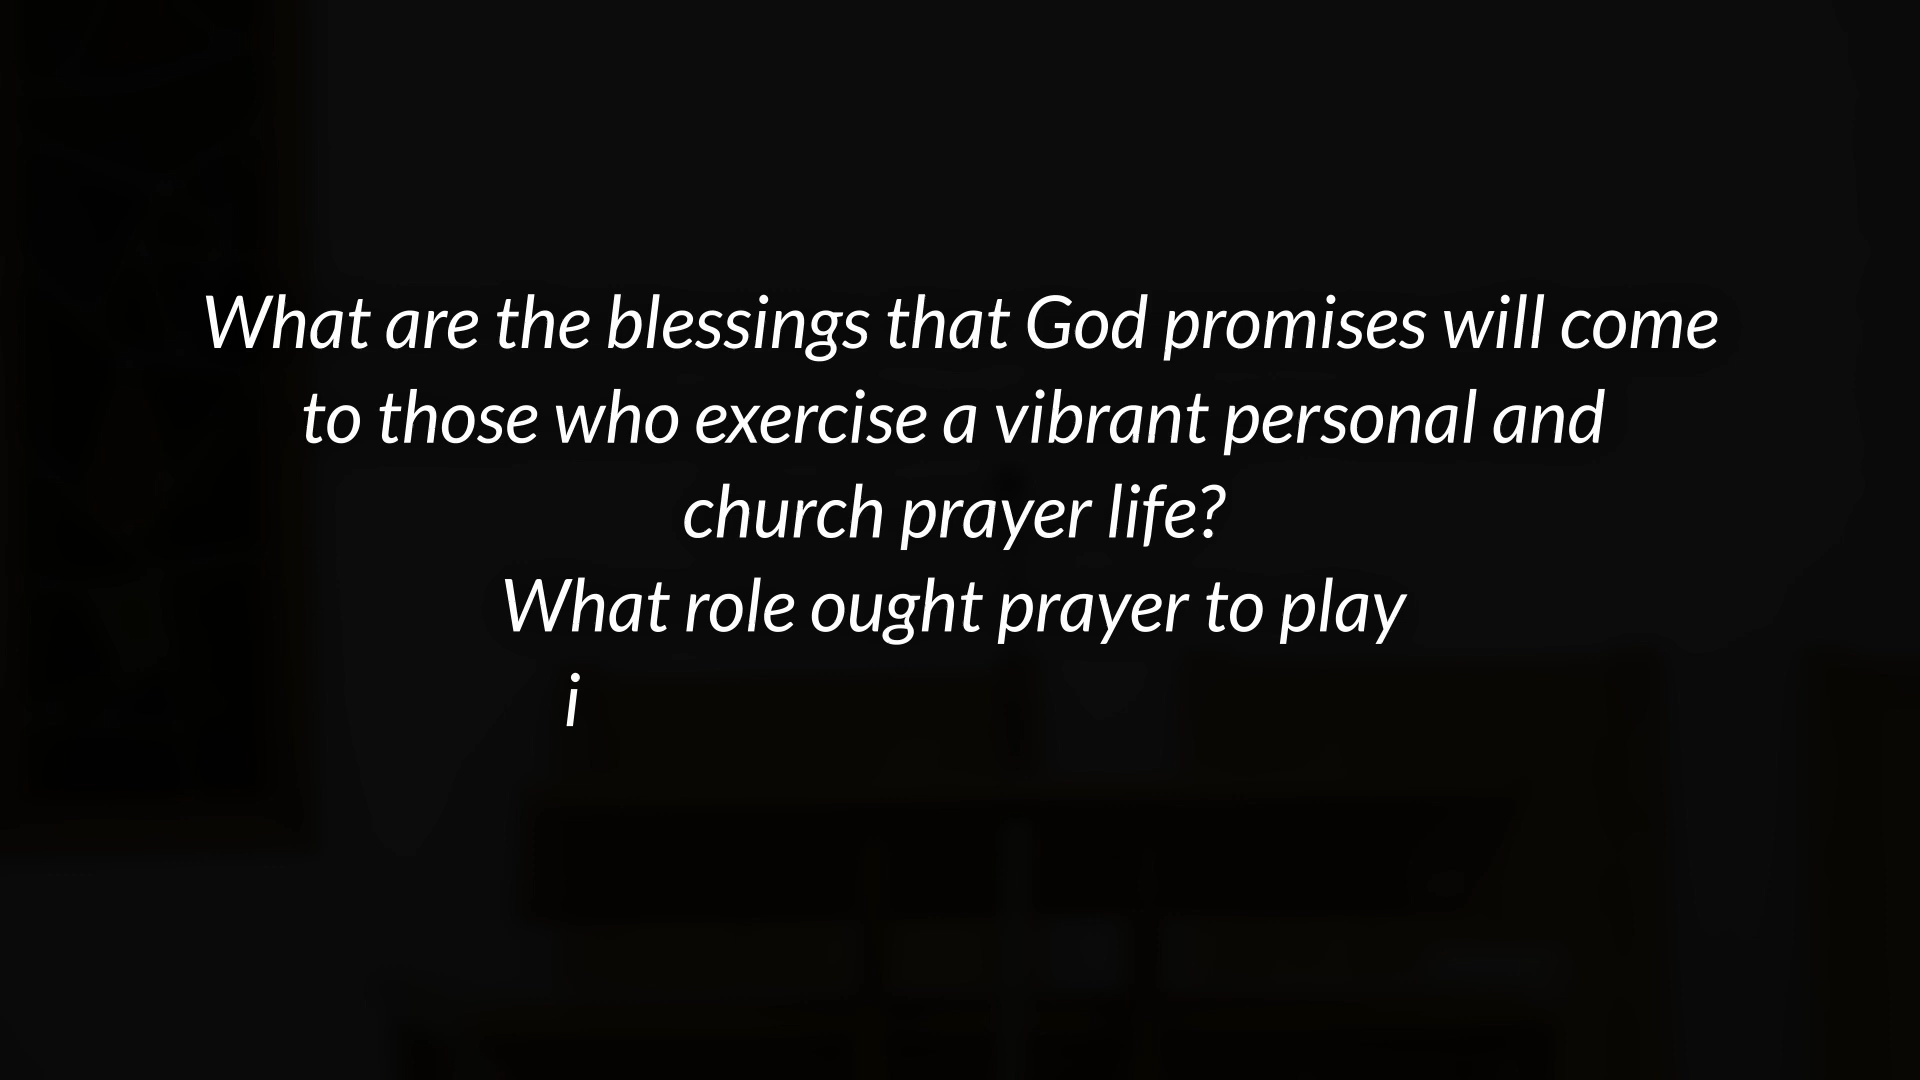 What are the blessings that God promises will come
to those who exercise a vibrant personal and
church prayer life?
What role ought prayer to play
i